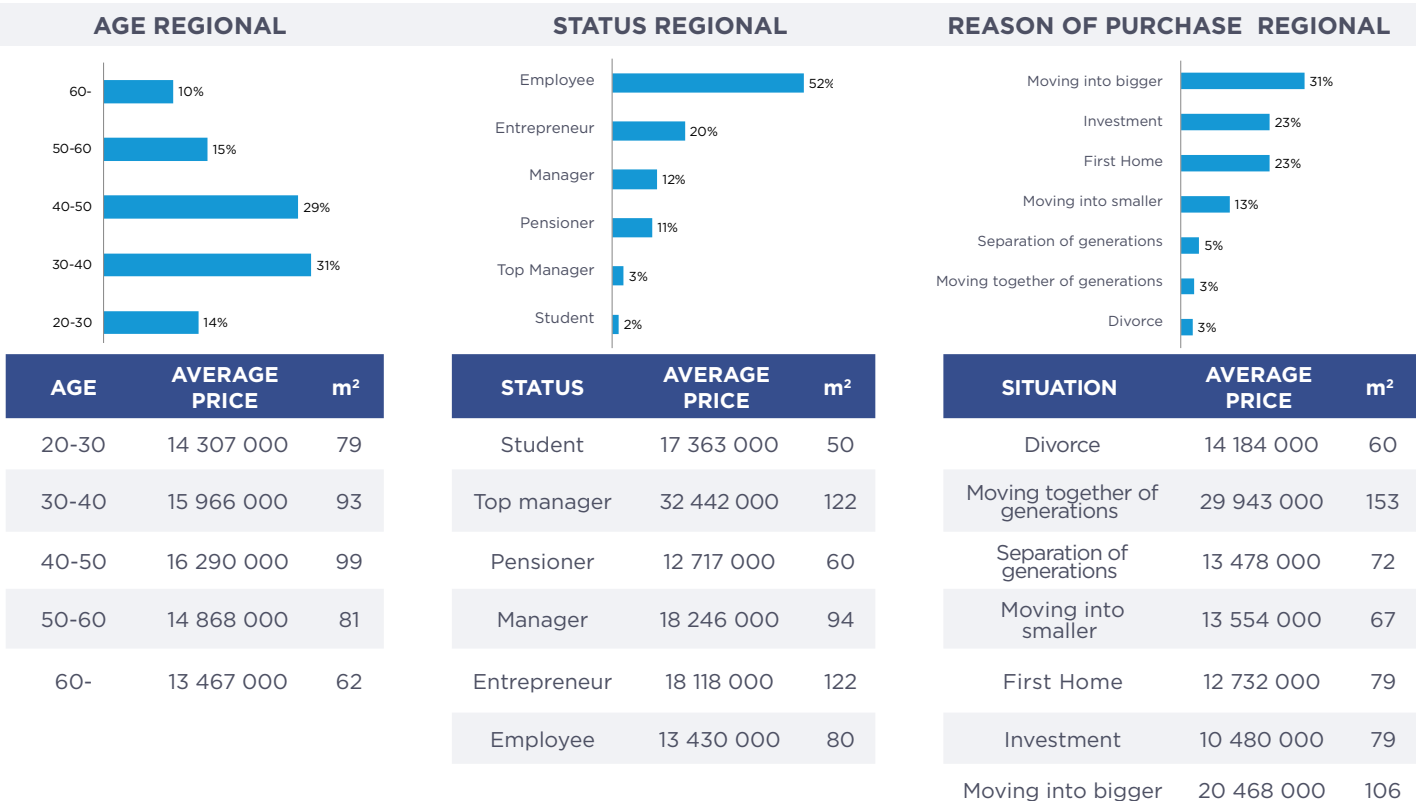 AGE REGIONAL
60-
10%
50-60
15%
40-50
29%
30-40
31%
20-30
14%
AGE AVERAGE PRICE m²
20-30 14 307 000 79
30-40 15 966 000 93
40-50 16 290 000 99
50-60 14 868 000 81
60- 13 467 000 62
STATUS REGIONAL
Employee 52%
Entrepreneur 20%
Manager 12%
Pensioner 11%
Top Manager 3%
Student 2%
STATUS AVERAGE PRICE m²
Student 17 363 000 50
Top manager 32 442 000 122
Pensioner 12 717 000 60
Manager 18 246 000 94
Entrepreneur 18 118 000 122
Employee 13 430 000 80
REASON OF PURCHASE REGIONAL
Moving into bigger 31%
Investment 23%
First Home 23%
Moving into smaller 13%
Separation of generations 5%
Moving together of generations 3%
Divorce 3%
SITUATION AVERAGE PRICE m²
Divorce 14 184 000 60
Moving together of generations 29 943 000 153
Separation of generations 13 478 000 72
Moving into smaller 13 554 000 67
First Home 12 732 000 79
Investment 10 480 000 79
Moving into bigger 20 468 000 106